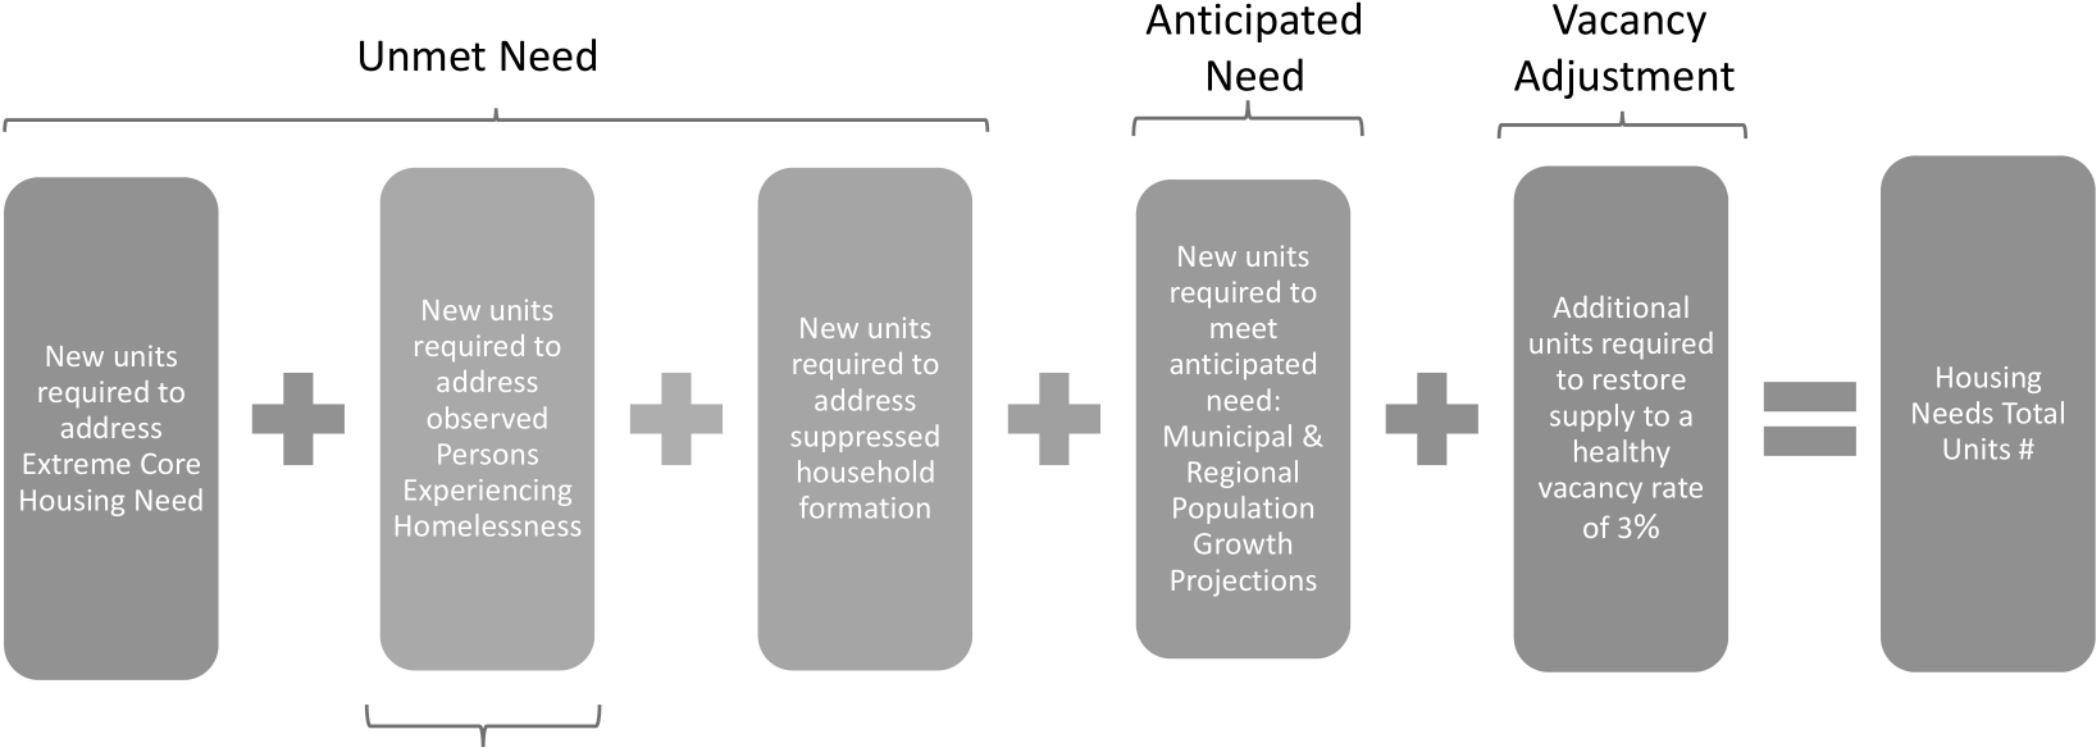 Unmet Need
Anticipated
Need
Vacancy
Adjustment
New units
required to
address
Extreme Core
Housing Need
New units
required to
address
observed
Persons
Experiencing
Homelessness
New units
required to
address
suppressed
household
formation
New units
required to
meet
anticipated
need:
Municipal &
Regional
Population
Growth
Projections
Additional
units required
to restore
supply to a
healthy
vacancy rate
of 3%
Housing
Needs Total
Units #